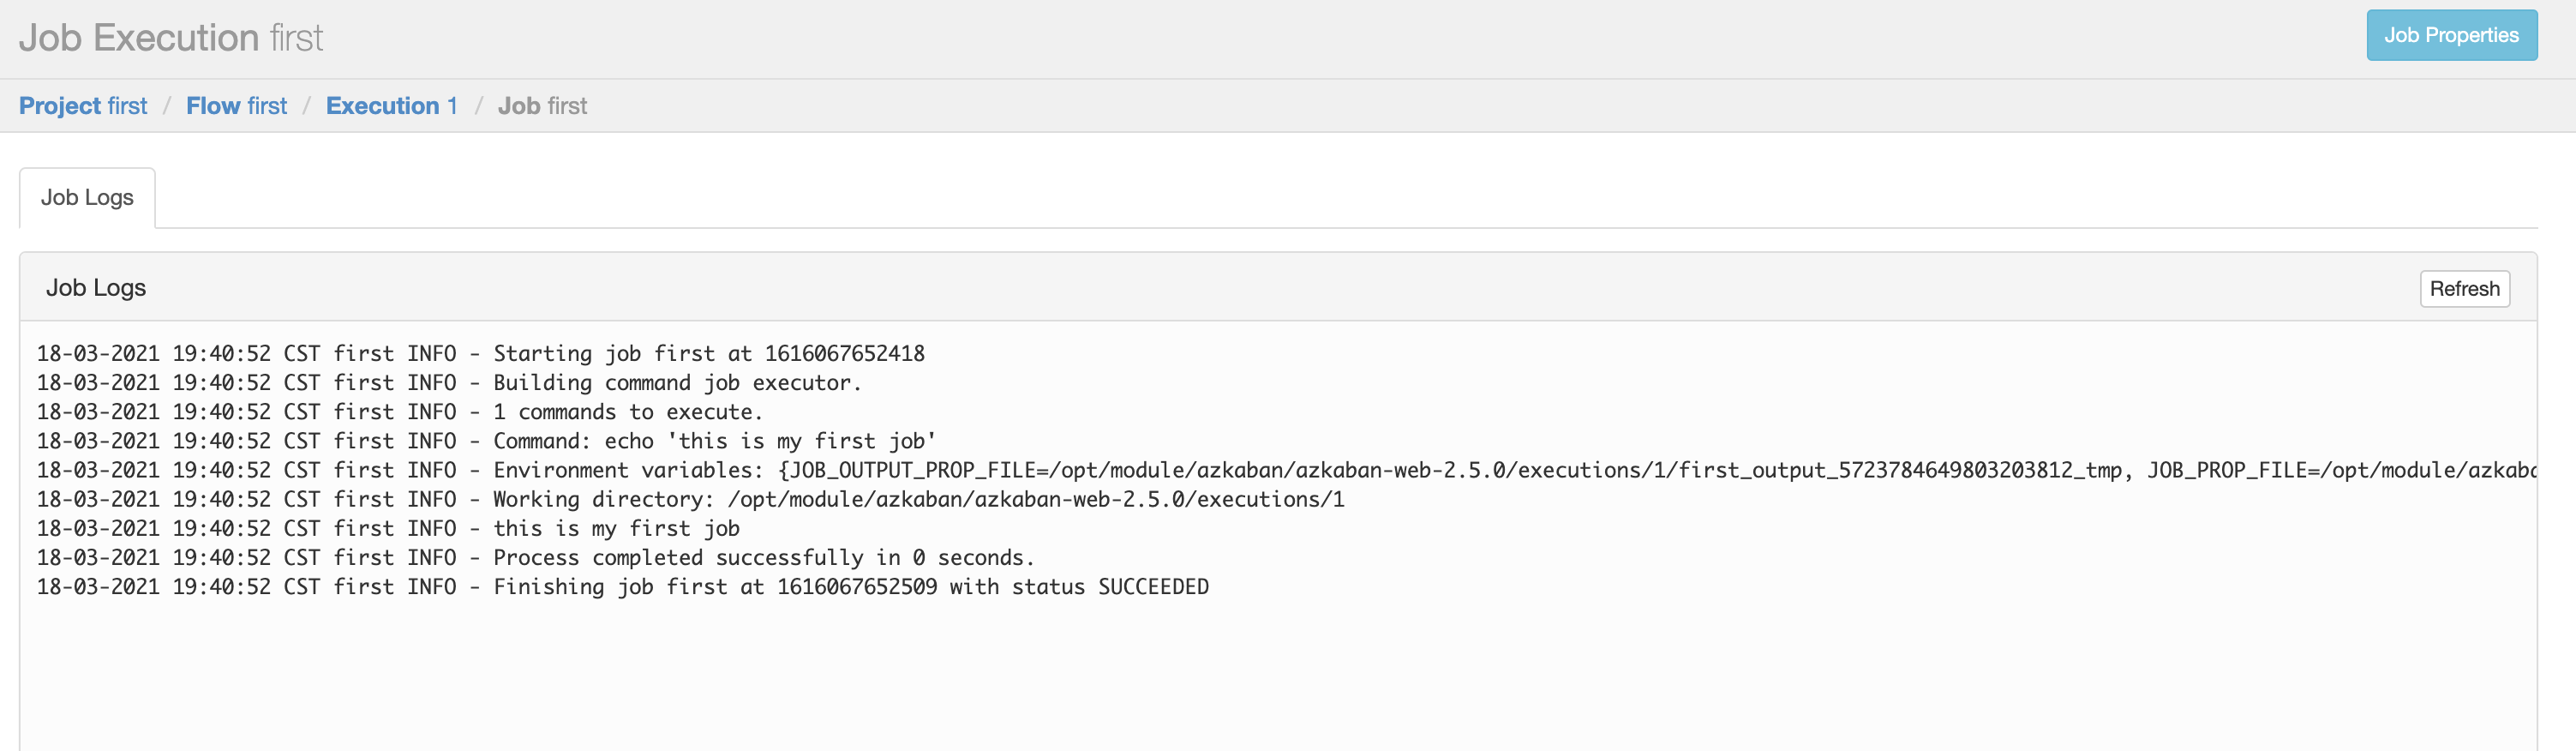 Job Execution first
Job Properties
Project first / Flow first / Execution 1 / Job first
Job Logs
Job Logs
Refresh
18-03-2021 19:40:52 CST first INFO - Starting job first at 1616067652418
18-03-2021 19:40:52 CST first INFO - Building command job executor.
18-03-2021 19:40:52 CST first INFO - 1 commands to execute.
18-03-2021 19:40:52 CST first INFO - Command: echo 'this is my first job'
18-03-2021 19:40:52 CST first INFO - Environment variables: {JOB_OUTPUT_PROP_FILE=/opt/module/azkaban/azkaban-web-2.5.0/executions/1/first_output_5723784649803203812_tmp, JOB_PROP_FILE=/opt/module/azkaba
18-03-2021 19:40:52 CST first INFO - Working directory: /opt/module/azkaban/azkaban-web-2.5.0/executions/1
18-03-2021 19:40:52 CST first INFO - this is my first job
18-03-2021 19:40:52 CST first INFO - Process completed successfully in 0 seconds.
18-03-2021 19:40:52 CST first INFO - Finishing job first at 1616067652509 with status SUCCEEDED